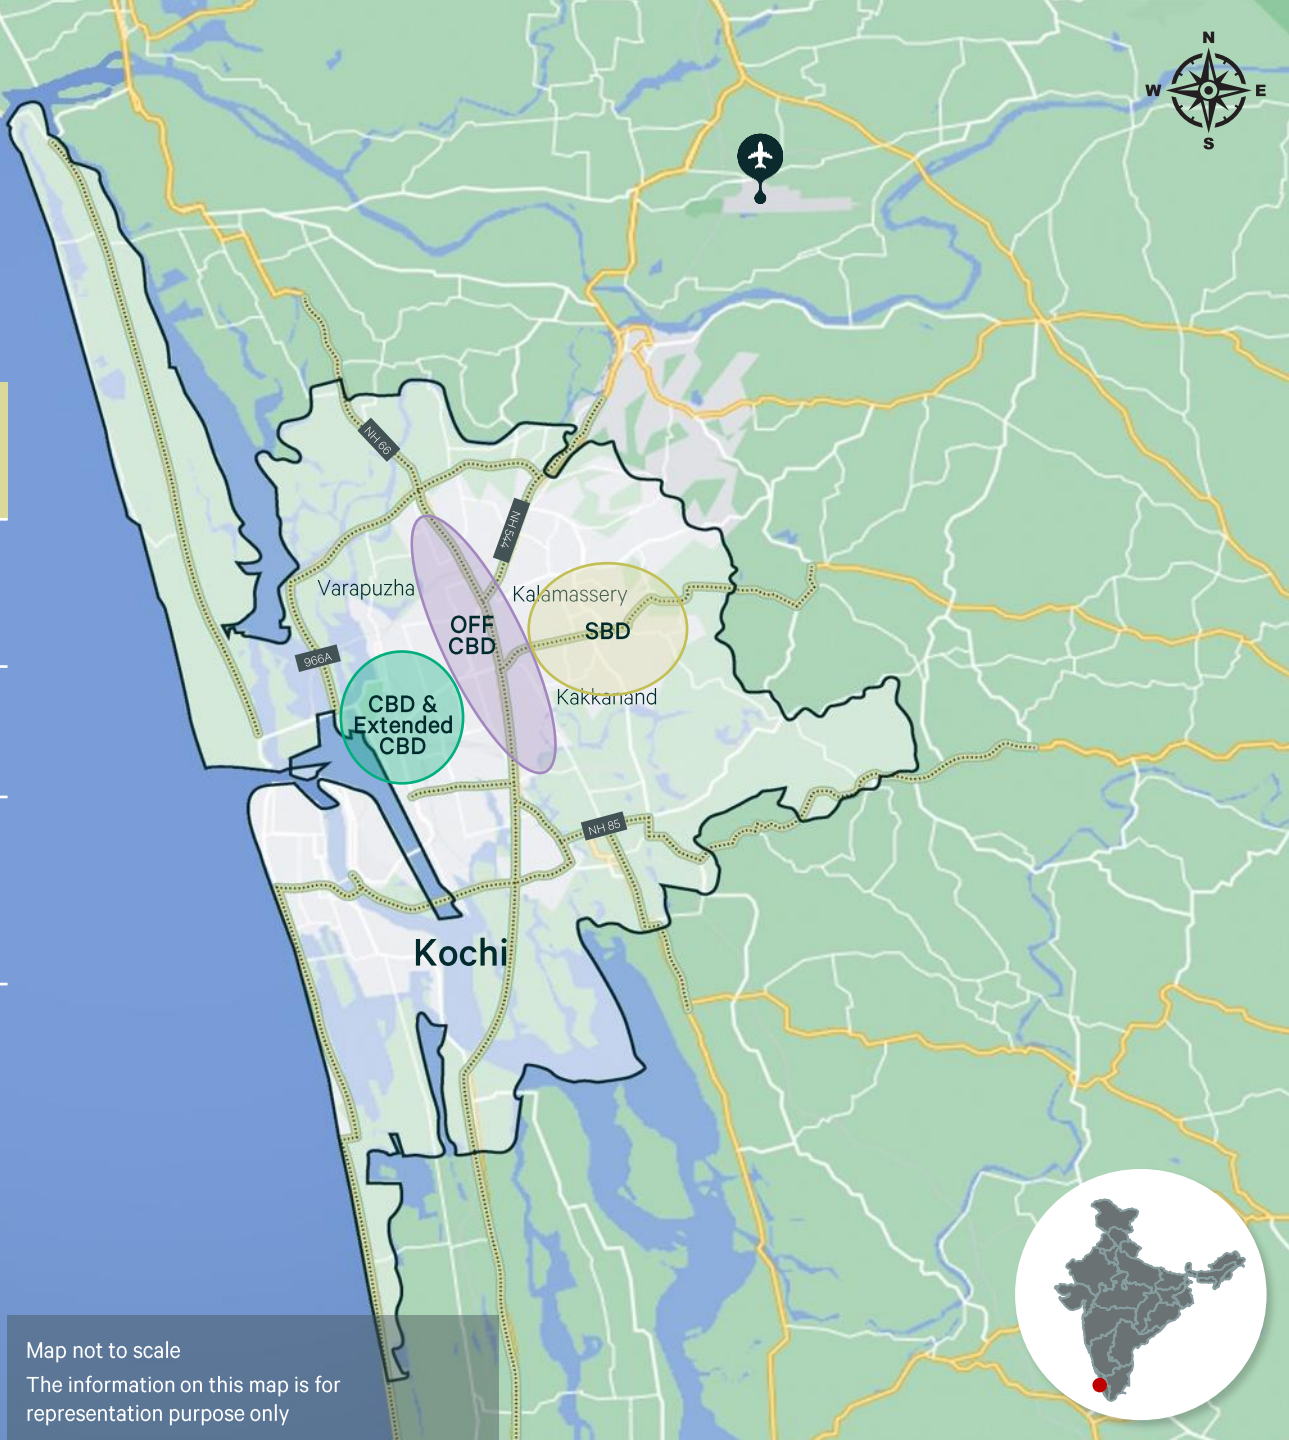 N
W E
S
NH 66
NH 544
Varapuzha
Kalamassery
OFF
CBD
SBD
966A
Kakkanand
CBD &
Extended
CBD
NH 85
Kochi
Map not to scale
The information on this map is for
representation purpose only